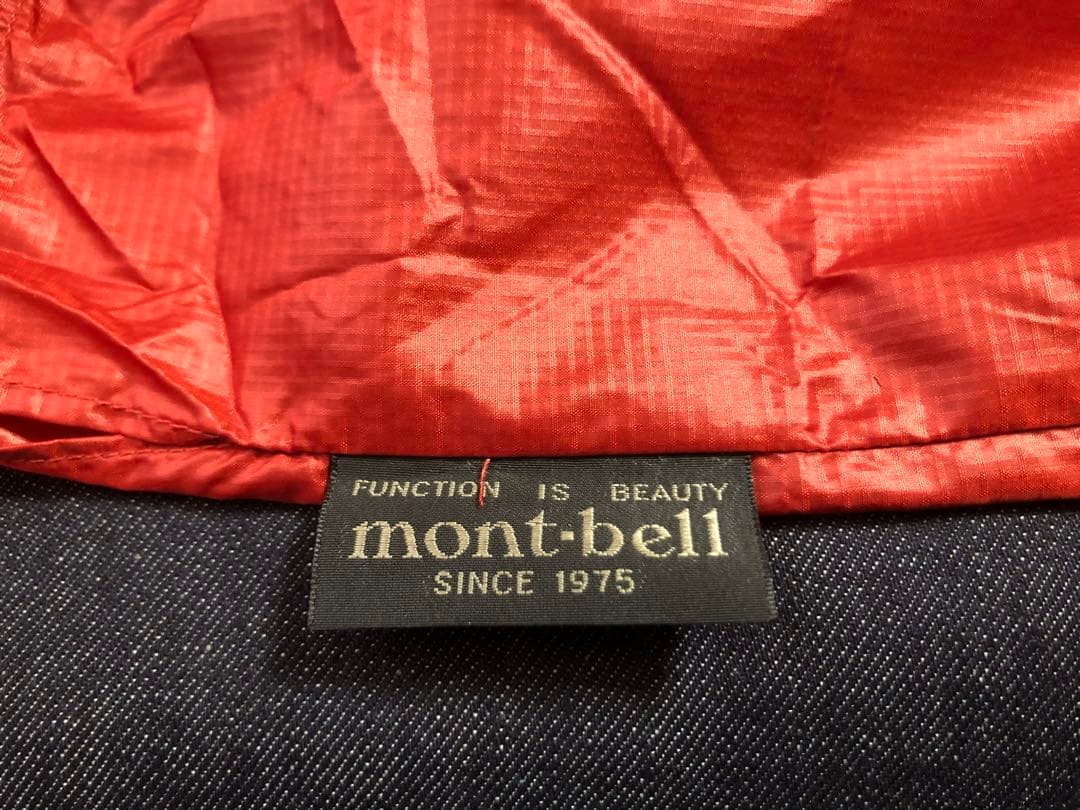 FUNCTION IS BEAUTY
mont-bell
SINCE 1975